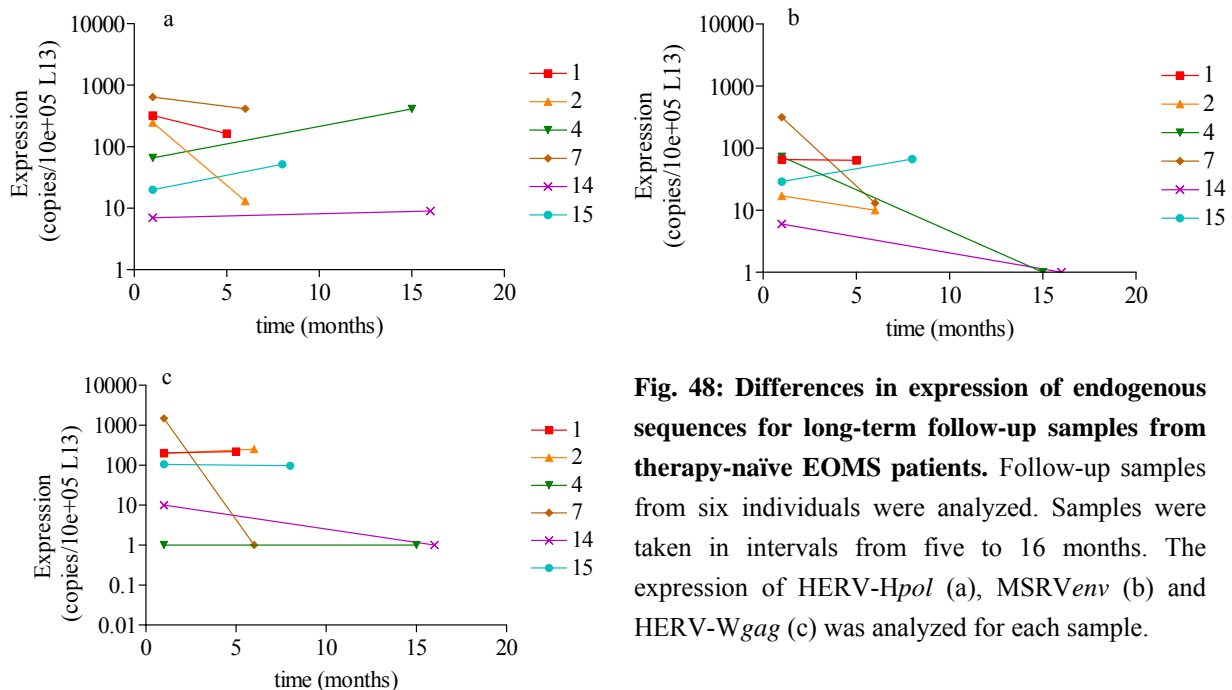 a
Expression
(copies/10e+05 L13)
10000
1000
100
10
1
0
5
10
15
20
time (months)
1
2
4
7
14
15
b
Expression
(copies/10e+05 L13)
10000
1000
100
10
1
0
5
10
15
20
time (months)
1
2
4
7
14
15
c
Expression
(copies/10e+05 L13)
10000
1000
100
10
1
0.1
0.01
0
5
10
15
20
time (months)
1
2
4
7
14
15
Fig. 48: Differences in expression of endogenous
sequences for long-term follow-up samples from
therapy-naïve EOMS patients. Follow-up samples
from six individuals were analyzed. Samples were
taken in intervals from five to 16 months. The
expression of HERV-Hpol (a), MSRVenv (b) and
HERV-Wgag (c) was analyzed for each sample.